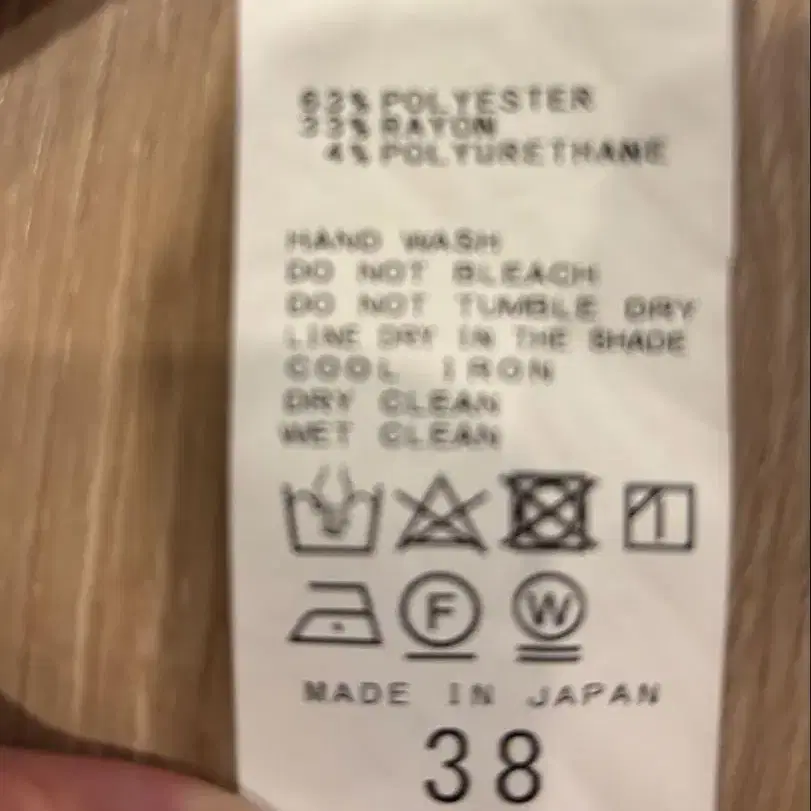 63% POLYESTER
33% RAYON
4% POLYURETHANE
HAND WASH
DO NOT BLEACH
DO NOT TUMBLE DRY
LINE DRY IN THE SHADE
COOL IRON
DRY CLEAN
WET CLEAN
F W
MADE IN JAPAN
38